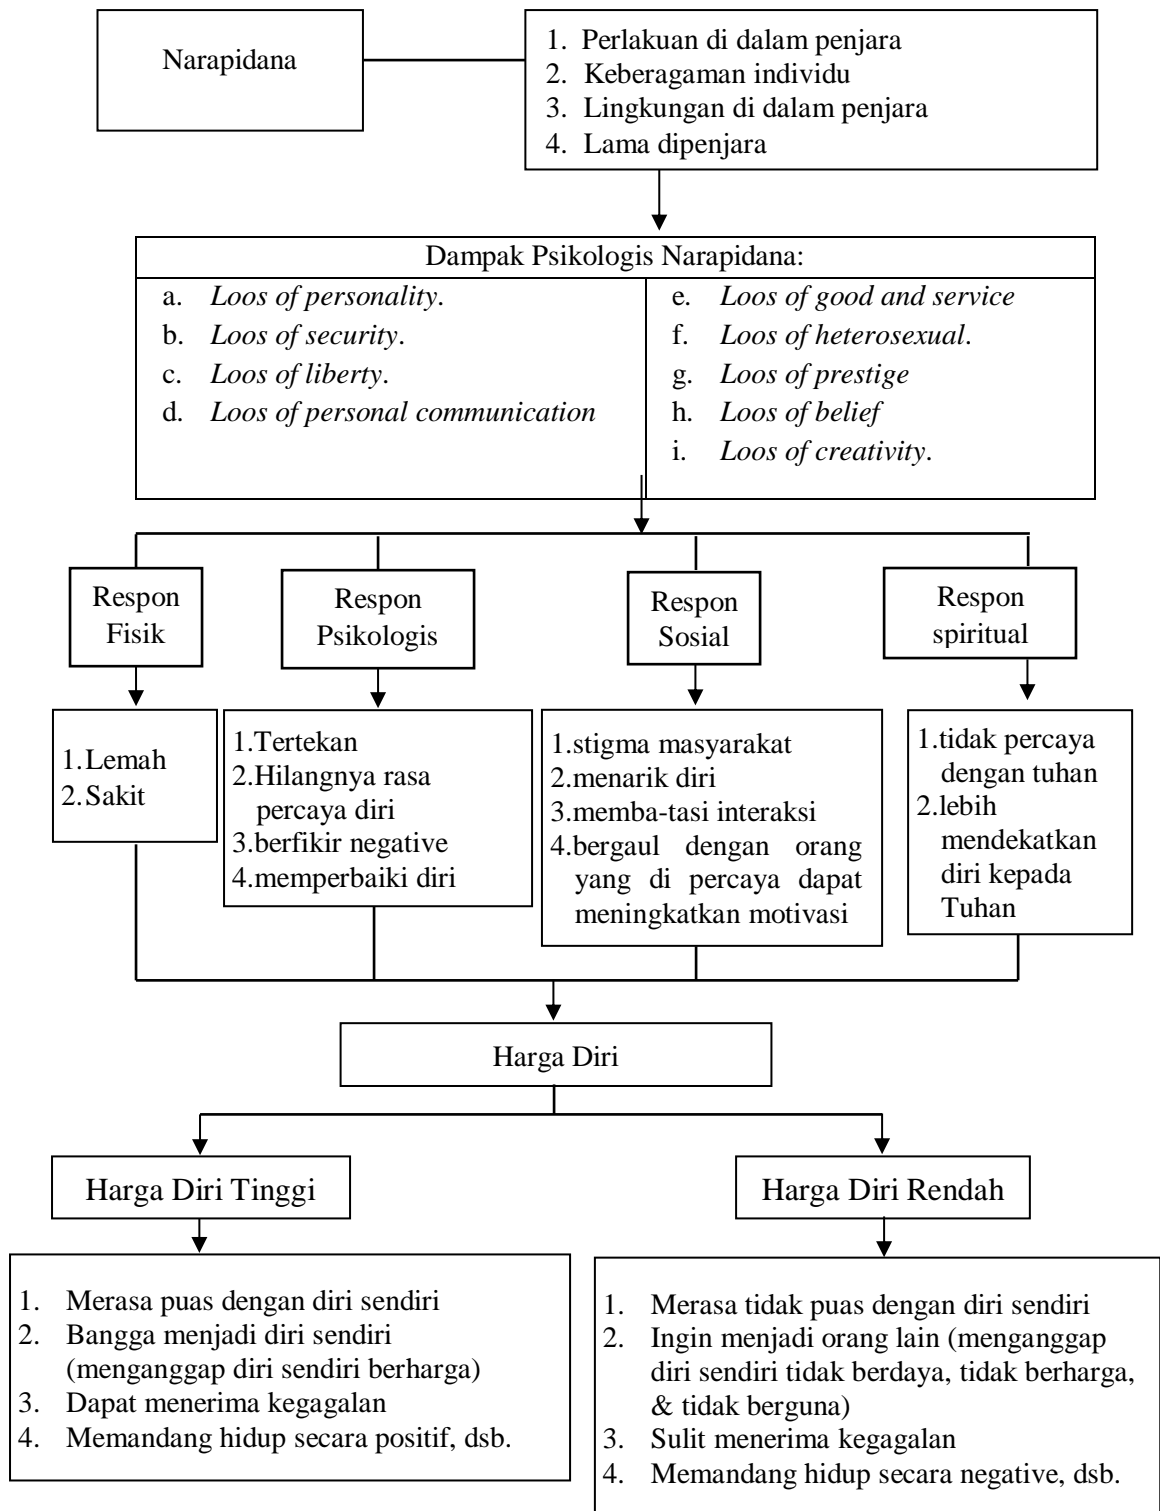 Narapidana
1. Perlakuan di dalam penjara
2. Keberagaman individu
3. Lingkungan di dalam penjara
4. Lama dipenjara
Dampak Psikologis Narapidana:
a. Loos of personality.
b. Loos of security.
c. Loos of liberty.
d. Loos of personal communication
e. Loos of good and service
f. Loos of heterosexual.
g. Loos of prestige
h. Loos of belief
i. Loos of creativity.
Respon
Fisik
Respon
Psikologis
Respon
Sosial
Respon
spiritual
1.Lemah
2.Sakit
1.Tertekan
2.Hilangnya rasa
percaya diri
3.berfikir negative
4.memperbaiki diri
1.stigma masyarakat
2.menarik diri
3.memba-tasi interaksi
4.bergaul dengan orang
yang di percaya dapat
meningkatkan motivasi
1.tidak percaya
dengan tuhan
2.lebih
mendekatkan
diri kepada
Tuhan
Harga Diri
Harga Diri Tinggi
Harga Diri Rendah
1. Merasa puas dengan diri sendiri
2. Bangga menjadi diri sendiri
(menganggap diri sendiri berharga)
3. Dapat menerima kegagalan
4. Memandang hidup secara positif, dsb.
1. Merasa tidak puas dengan diri sendiri
2. Ingin menjadi orang lain (menganggap
diri sendiri tidak berdaya, tidak berharga,
& tidak berguna)
3. Sulit menerima kegagalan
4. Memandang hidup secara negative, dsb.